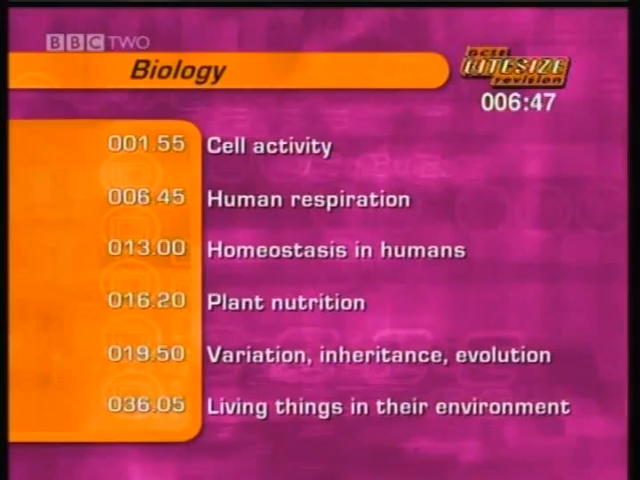 BBC TWO
Biology
GCSE
BITESIZE
revision
006:47
001.55 Cell activity
006.45 Human respiration
013.00 Homeostasis in humans
016.20 Plant nutrition
019.50 Variation, inheritance, evolution
036.05 Living things in their environment